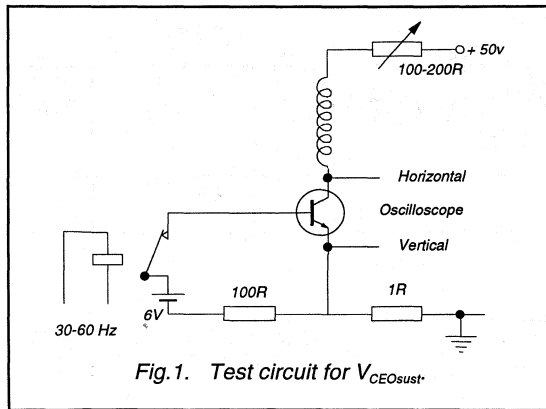 + 50v
100-200R
Horizontal
Oscilloscope
Vertical
100R
1R
6V
30-60 Hz
Fig.1. Test circuit for VCEOsust.